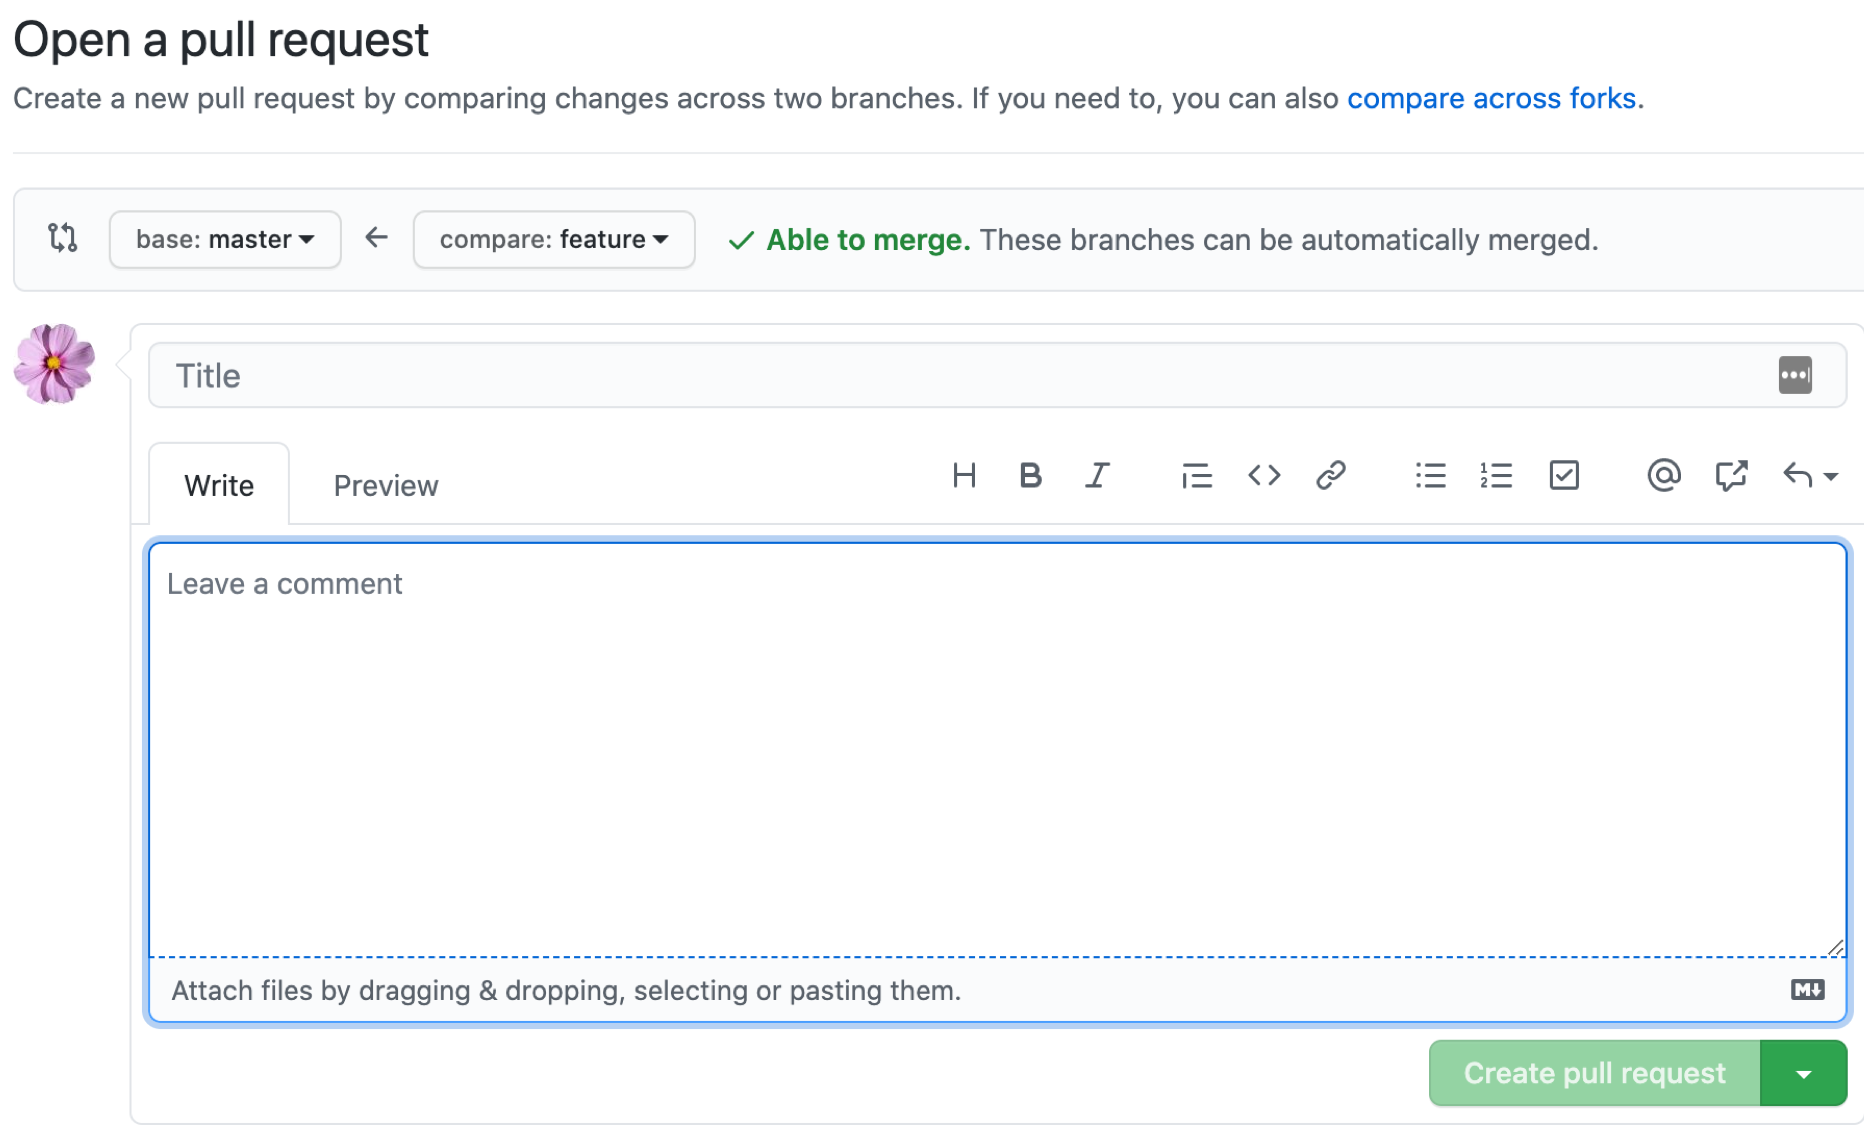 Open a pull request
Create a new pull request by comparing changes across two branches. If you need to, you can also compare across forks.
base: master compare: feature Able to merge. These branches can be automatically merged.
Title
Write Preview
Leave a comment
Attach files by dragging & dropping, selecting or pasting them.
Create pull request